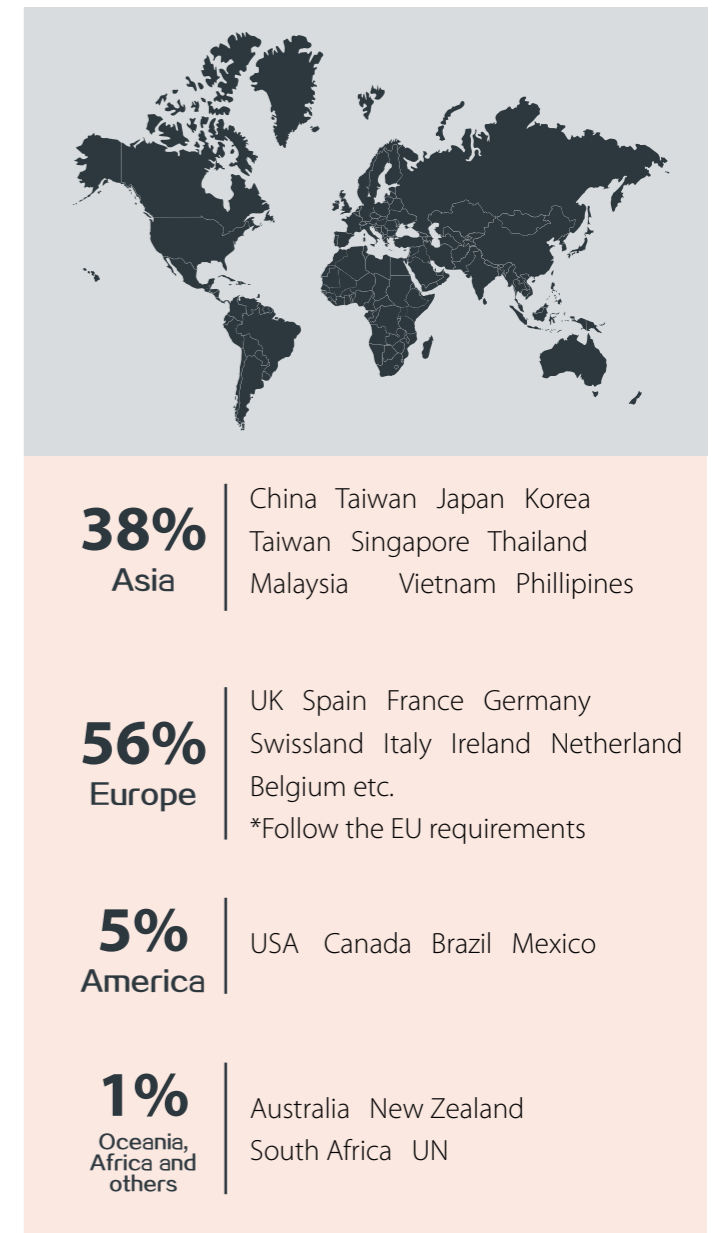 38%
Asia
China Taiwan Japan Korea
Taiwan Singapore Thailand
Malaysia Vietnam Phillipines
56%
Europe
UK Spain France Germany
Swissland Italy Ireland Netherland
Belgium etc.
*Follow the EU requirements
5%
America
USA Canada Brazil Mexico
1%
Oceania,
Africa and
others
Australia New Zealand
South Africa UN